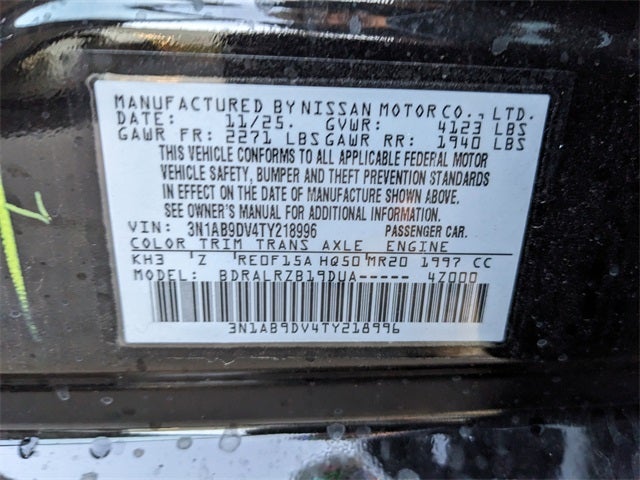 MANUFACTURED BY NISSAN MOTOR CO., LTD.
DATE: 11/25. GVWR: 4123 LBS
GAWR FR: 2271 LBS GAWR RR: 1940 LBS
THIS VEHICLE CONFORMS TO ALL APPLICABLE FEDERAL MOTOR
VEHICLE SAFETY, BUMPER AND THEFT PREVENTION STANDARDS
IN EFFECT ON THE DATE OF MANUFACTURE SHOWN ABOVE.
SEE OWNER'S MANUAL FOR ADDITIONAL INFORMATION.
VIN: 3N1AB9DV4TY218996 PASSENGER CAR.
COLOR TRIM TRANS AXLE ENGINE
KH3 'Z 'RE0F15A HQ50 MR20 1997 CC
MODEL: BDRALRZB19DUA----- 4Z000
3N1AB9DV4TY218996